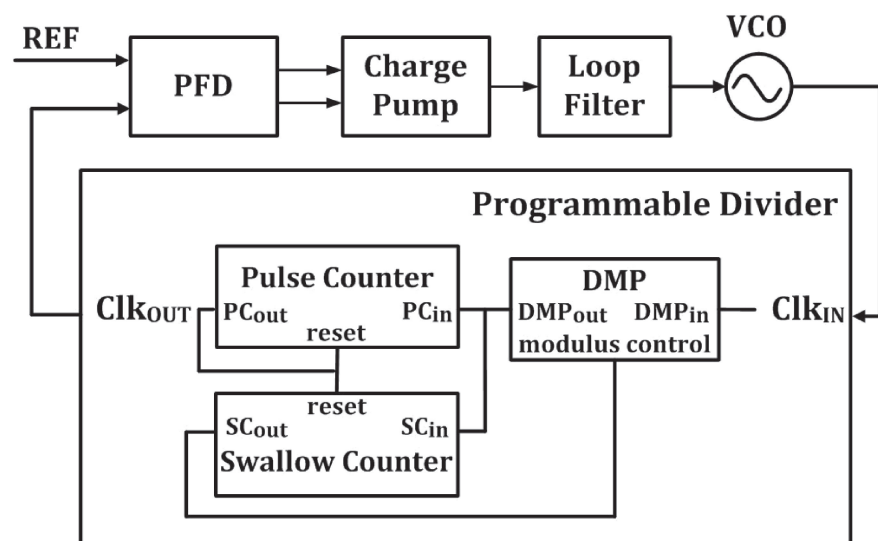 REF
PFD
Charge
Pump
Loop
Filter
VCO
Programmable Divider
Pulse Counter
PCout
PCin
reset
ClkOUT
DMP
DMPout
DMPin
modulus control
ClkIN
reset
SCout
SCin
Swallow Counter